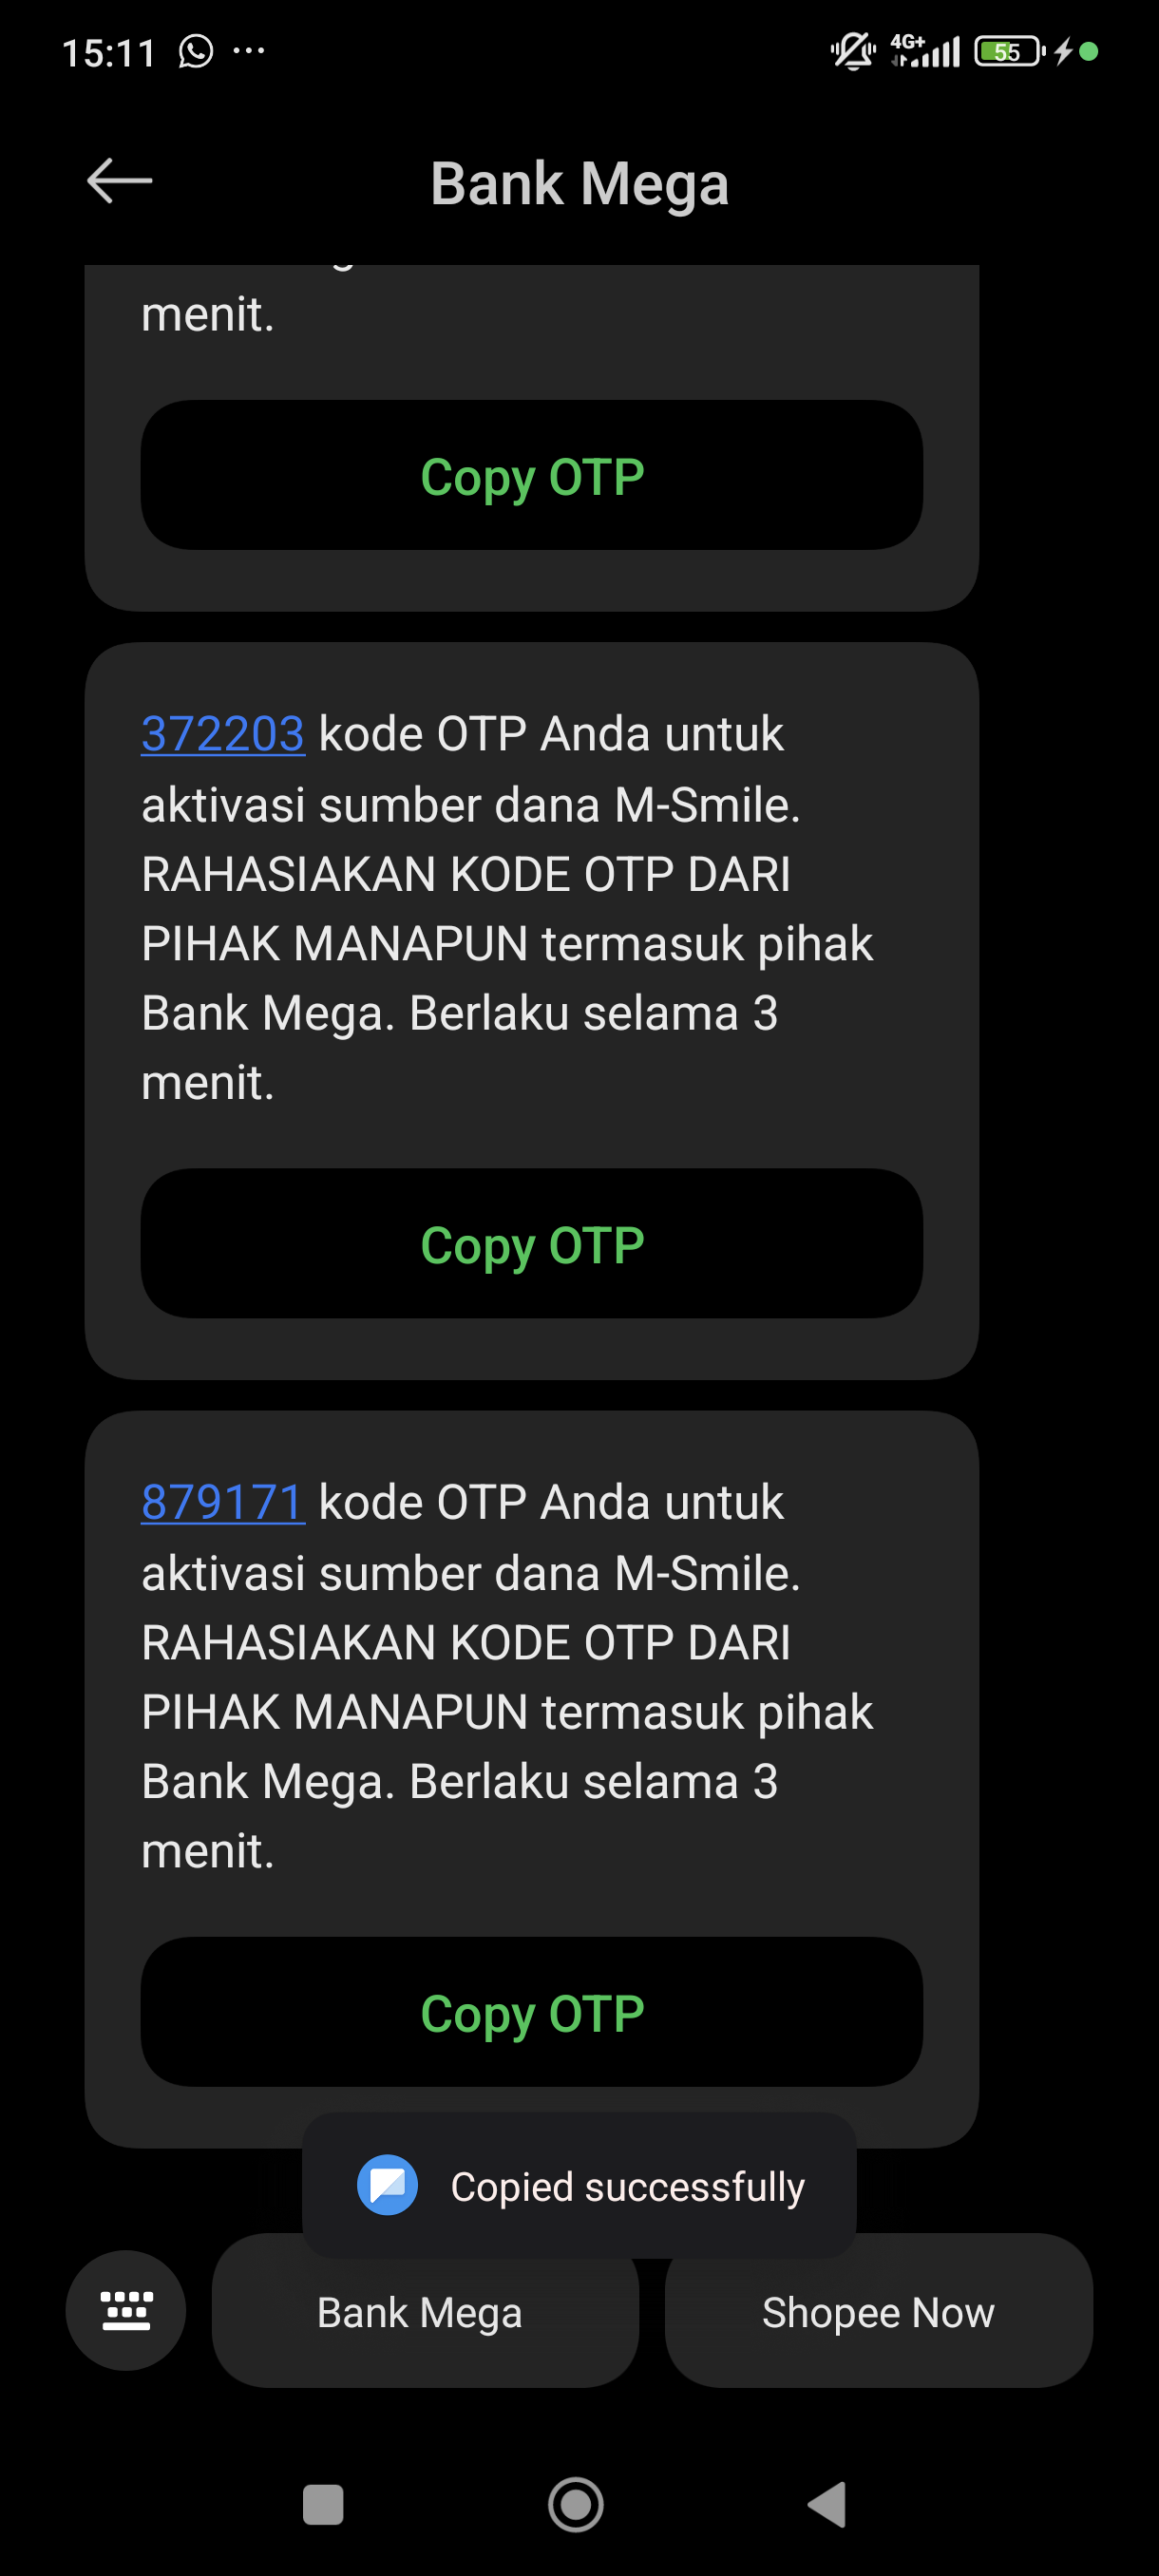 15:11
4G+
55
Bank Mega
menit.
Copy OTP
372203 kode OTP Anda untuk
aktivasi sumber dana M-Smile.
RAHASIAKAN KODE OTP DARI
PIHAK MANAPUN termasuk pihak
Bank Mega. Berlaku selama 3
menit.
Copy OTP
879171 kode OTP Anda untuk
aktivasi sumber dana M-Smile.
RAHASIAKAN KODE OTP DARI
PIHAK MANAPUN termasuk pihak
Bank Mega. Berlaku selama 3
menit.
Copy OTP
Copied successfully
Bank Mega
Shopee Now